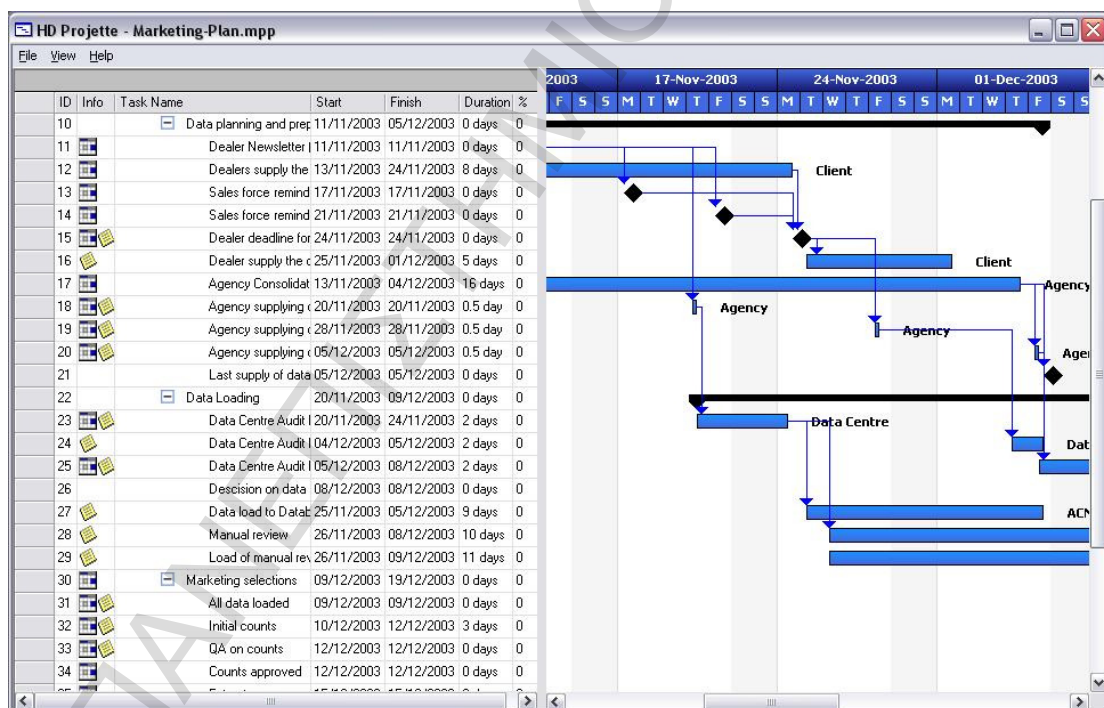 HD Projette - Marketing-Plan.mpp
File View Help
2003 17-Nov-2003 24-Nov-2003 01-Dec-2003
ID Info Task Name Start Finish Duration % F S S M T W T F S S M T W T F S S M T W T F S S
10 Data planning and prep 11/11/2003 05/12/2003 0 days 0
11 Dealer Newsletter 11/11/2003 11/11/2003 0 days 0
12 Dealers supply the 13/11/2003 24/11/2003 8 days 0 Client
13 Sales force remind 17/11/2003 17/11/2003 0 days 0
14 Sales force remind 21/11/2003 21/11/2003 0 days 0
15 Dealer deadline for 24/11/2003 24/11/2003 0 days 0
16 Dealer supply the 25/11/2003 01/12/2003 5 days 0 Client
17 Agency Consolidat 13/11/2003 04/12/2003 16 days 0 Agency
18 Agency supplying 20/11/2003 20/11/2003 0.5 day 0 Agency
19 Agency supplying 28/11/2003 28/11/2003 0.5 day 0 Agency
20 Agency supplying 05/12/2003 05/12/2003 0.5 day 0 Age
21 Last supply of data 05/12/2003 05/12/2003 0 days 0
22 Data Loading 20/11/2003 09/12/2003 0 days 0
23 Data Centre Audit 20/11/2003 24/11/2003 2 days 0 Data Centre
24 Data Centre Audit 04/12/2003 05/12/2003 2 days 0 Dat
25 Data Centre Audit 05/12/2003 08/12/2003 2 days 0
26 Descision on data 08/12/2003 08/12/2003 0 days 0
27 Data load to Datab 25/11/2003 05/12/2003 9 days 0 ACN
28 Manual review 26/11/2003 08/12/2003 10 days 0
29 Load of manual rev 26/11/2003 09/12/2003 11 days 0
30 Marketing selections 09/12/2003 19/12/2003 0 days 0
31 All data loaded 09/12/2003 09/12/2003 0 days 0
32 Initial counts 10/12/2003 12/12/2003 3 days 0
33 QA on counts 12/12/2003 12/12/2003 0 days 0
34 Counts approved 12/12/2003 12/12/2003 0 days 0